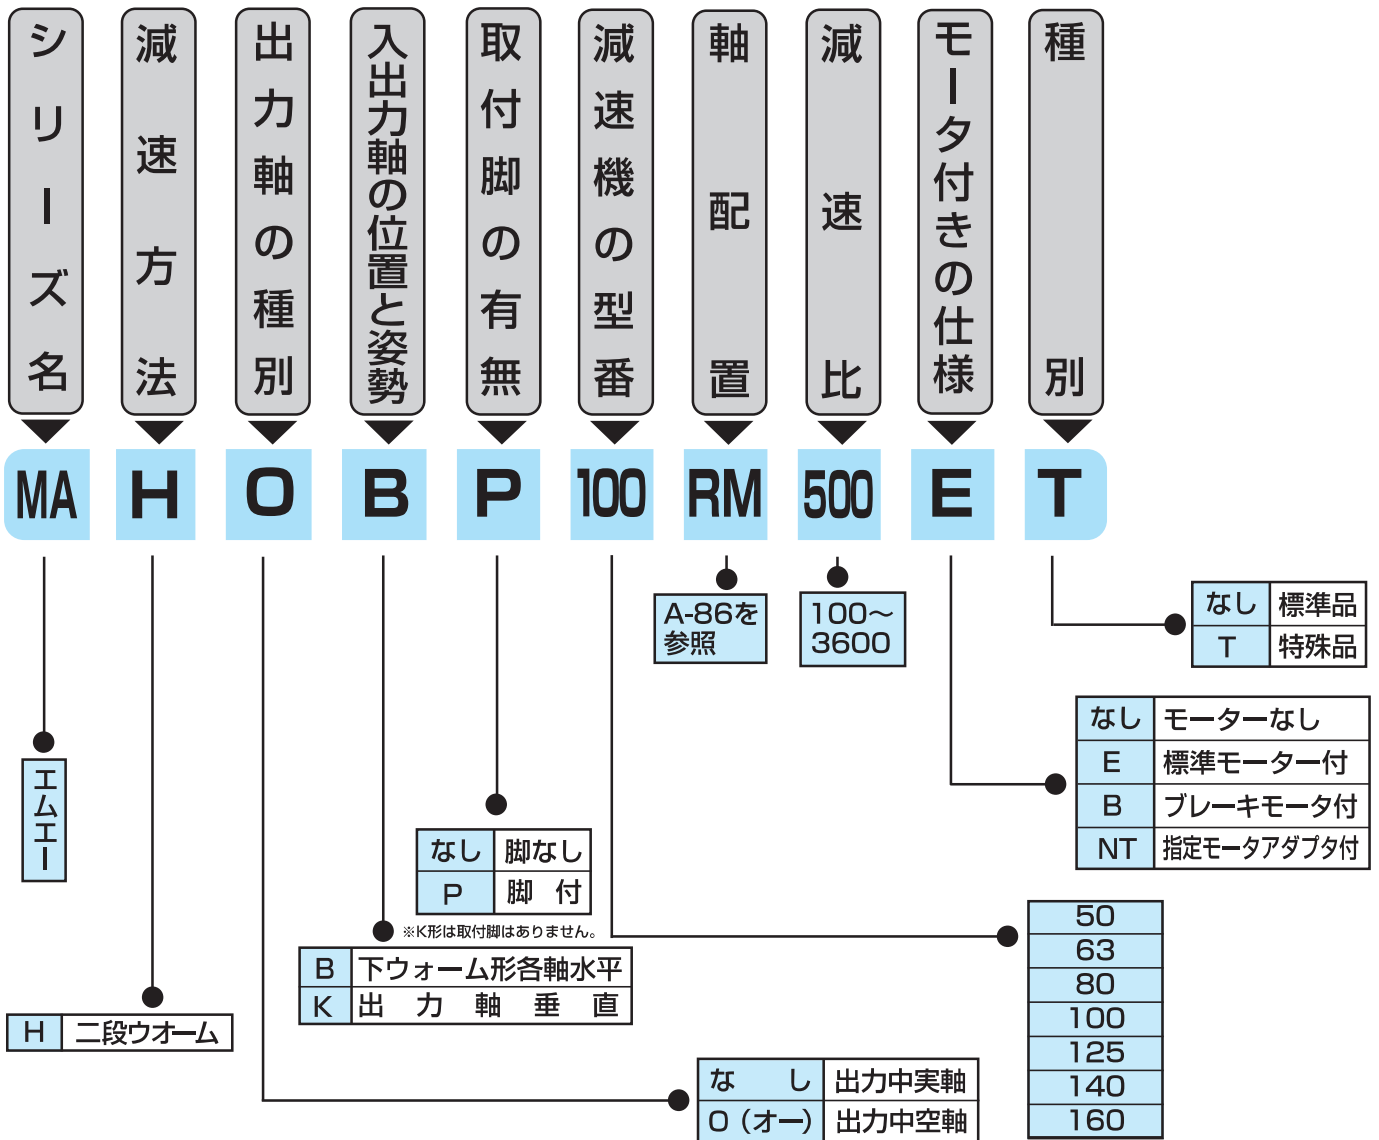 シリーズ名
減速方法
出力軸の種別
入出力軸の位置と姿勢
取付脚の有無
減速機の型番
軸配置
減速比
モータ付きの仕様
種別
MA H O B P 100 RM 500 E T
A-86を
参照
100～
3600
なし 標準品
T 特殊品
なし モーターなし
E 標準モーター付
B ブレーキモータ付
NT 指定モータアダプタ付
エムエー
なし 脚なし
P 脚 付
※K形は取付脚はありません。
B 下ウォーム形各軸水平
K 出力軸垂直
H 二段ウオーム
50
63
80
100
125
140
160
なし 出力中実軸
O（オー） 出力中空軸